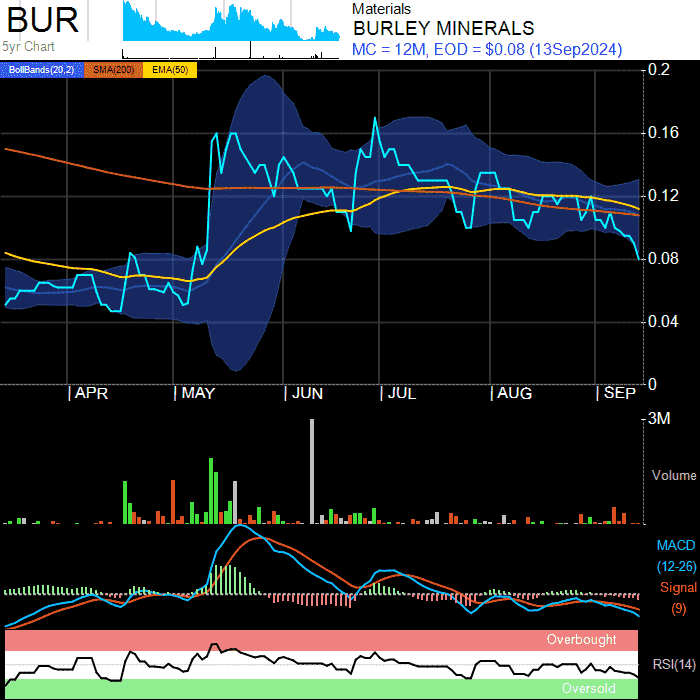 BUR
5yr Chart
Materials
BURLEY MINERALS
MC = 12M, EOD = $0.08 (13Sep2024)
BollBands(20,2) SMA(200) EMA(50)
0.2
0.16
0.12
0.08
0.04
0
APR MAY JUN JUL AUG SEP
3M
Volume
MACD
(12-26)
Signal
(9)
Overbought
RSI(14)
Oversold